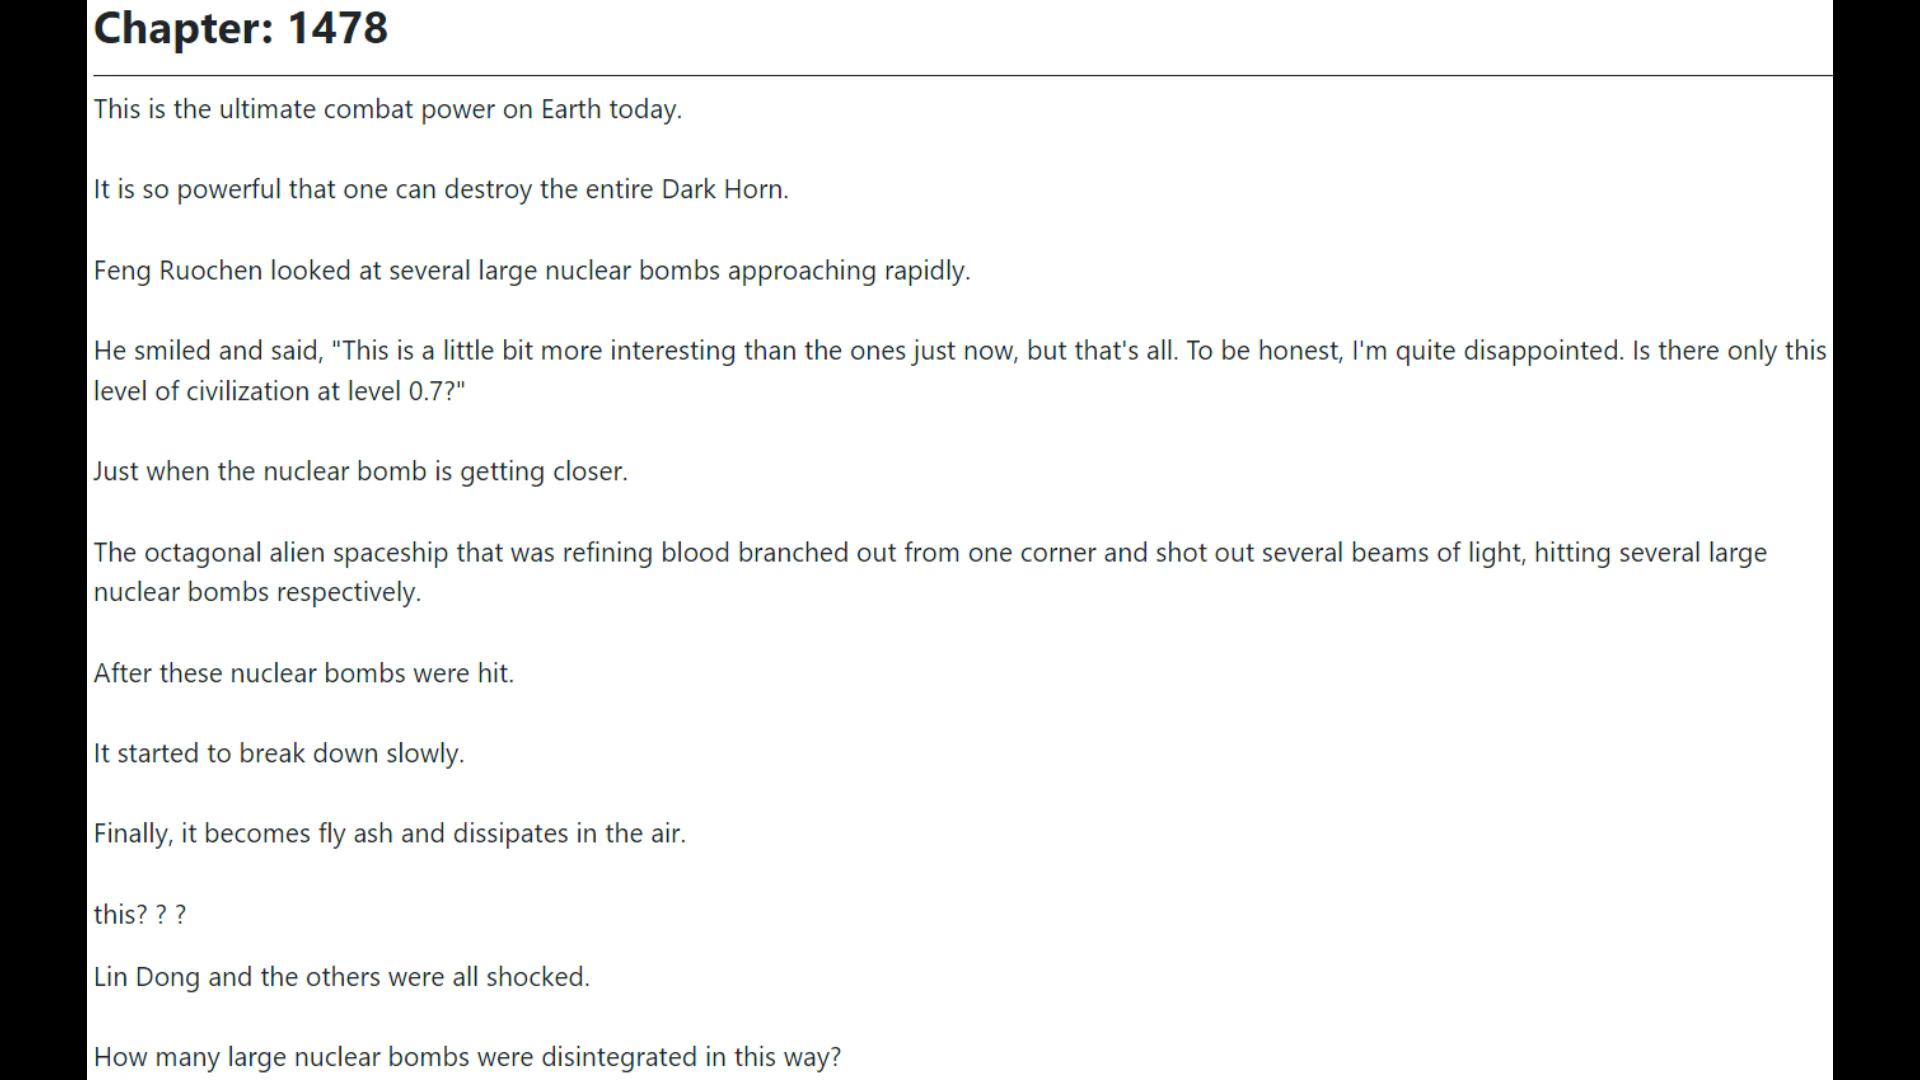 Chapter: 1478
This is the ultimate combat power on Earth today.
It is so powerful that one can destroy the entire Dark Horn.
Feng Ruochen looked at several large nuclear bombs approaching rapidly.
He smiled and said, "This is a little bit more interesting than the ones just now, but that's all. To be honest, I'm quite disappointed. Is there only this
level of civilization at level 0.7?"
Just when the nuclear bomb is getting closer.
The octagonal alien spaceship that was refining blood branched out from one corner and shot out several beams of light, hitting several large
nuclear bombs respectively.
After these nuclear bombs were hit.
It started to break down slowly.
Finally, it becomes fly ash and dissipates in the air.
this? ? ?
Lin Dong and the others were all shocked.
How many large nuclear bombs were disintegrated in this way?